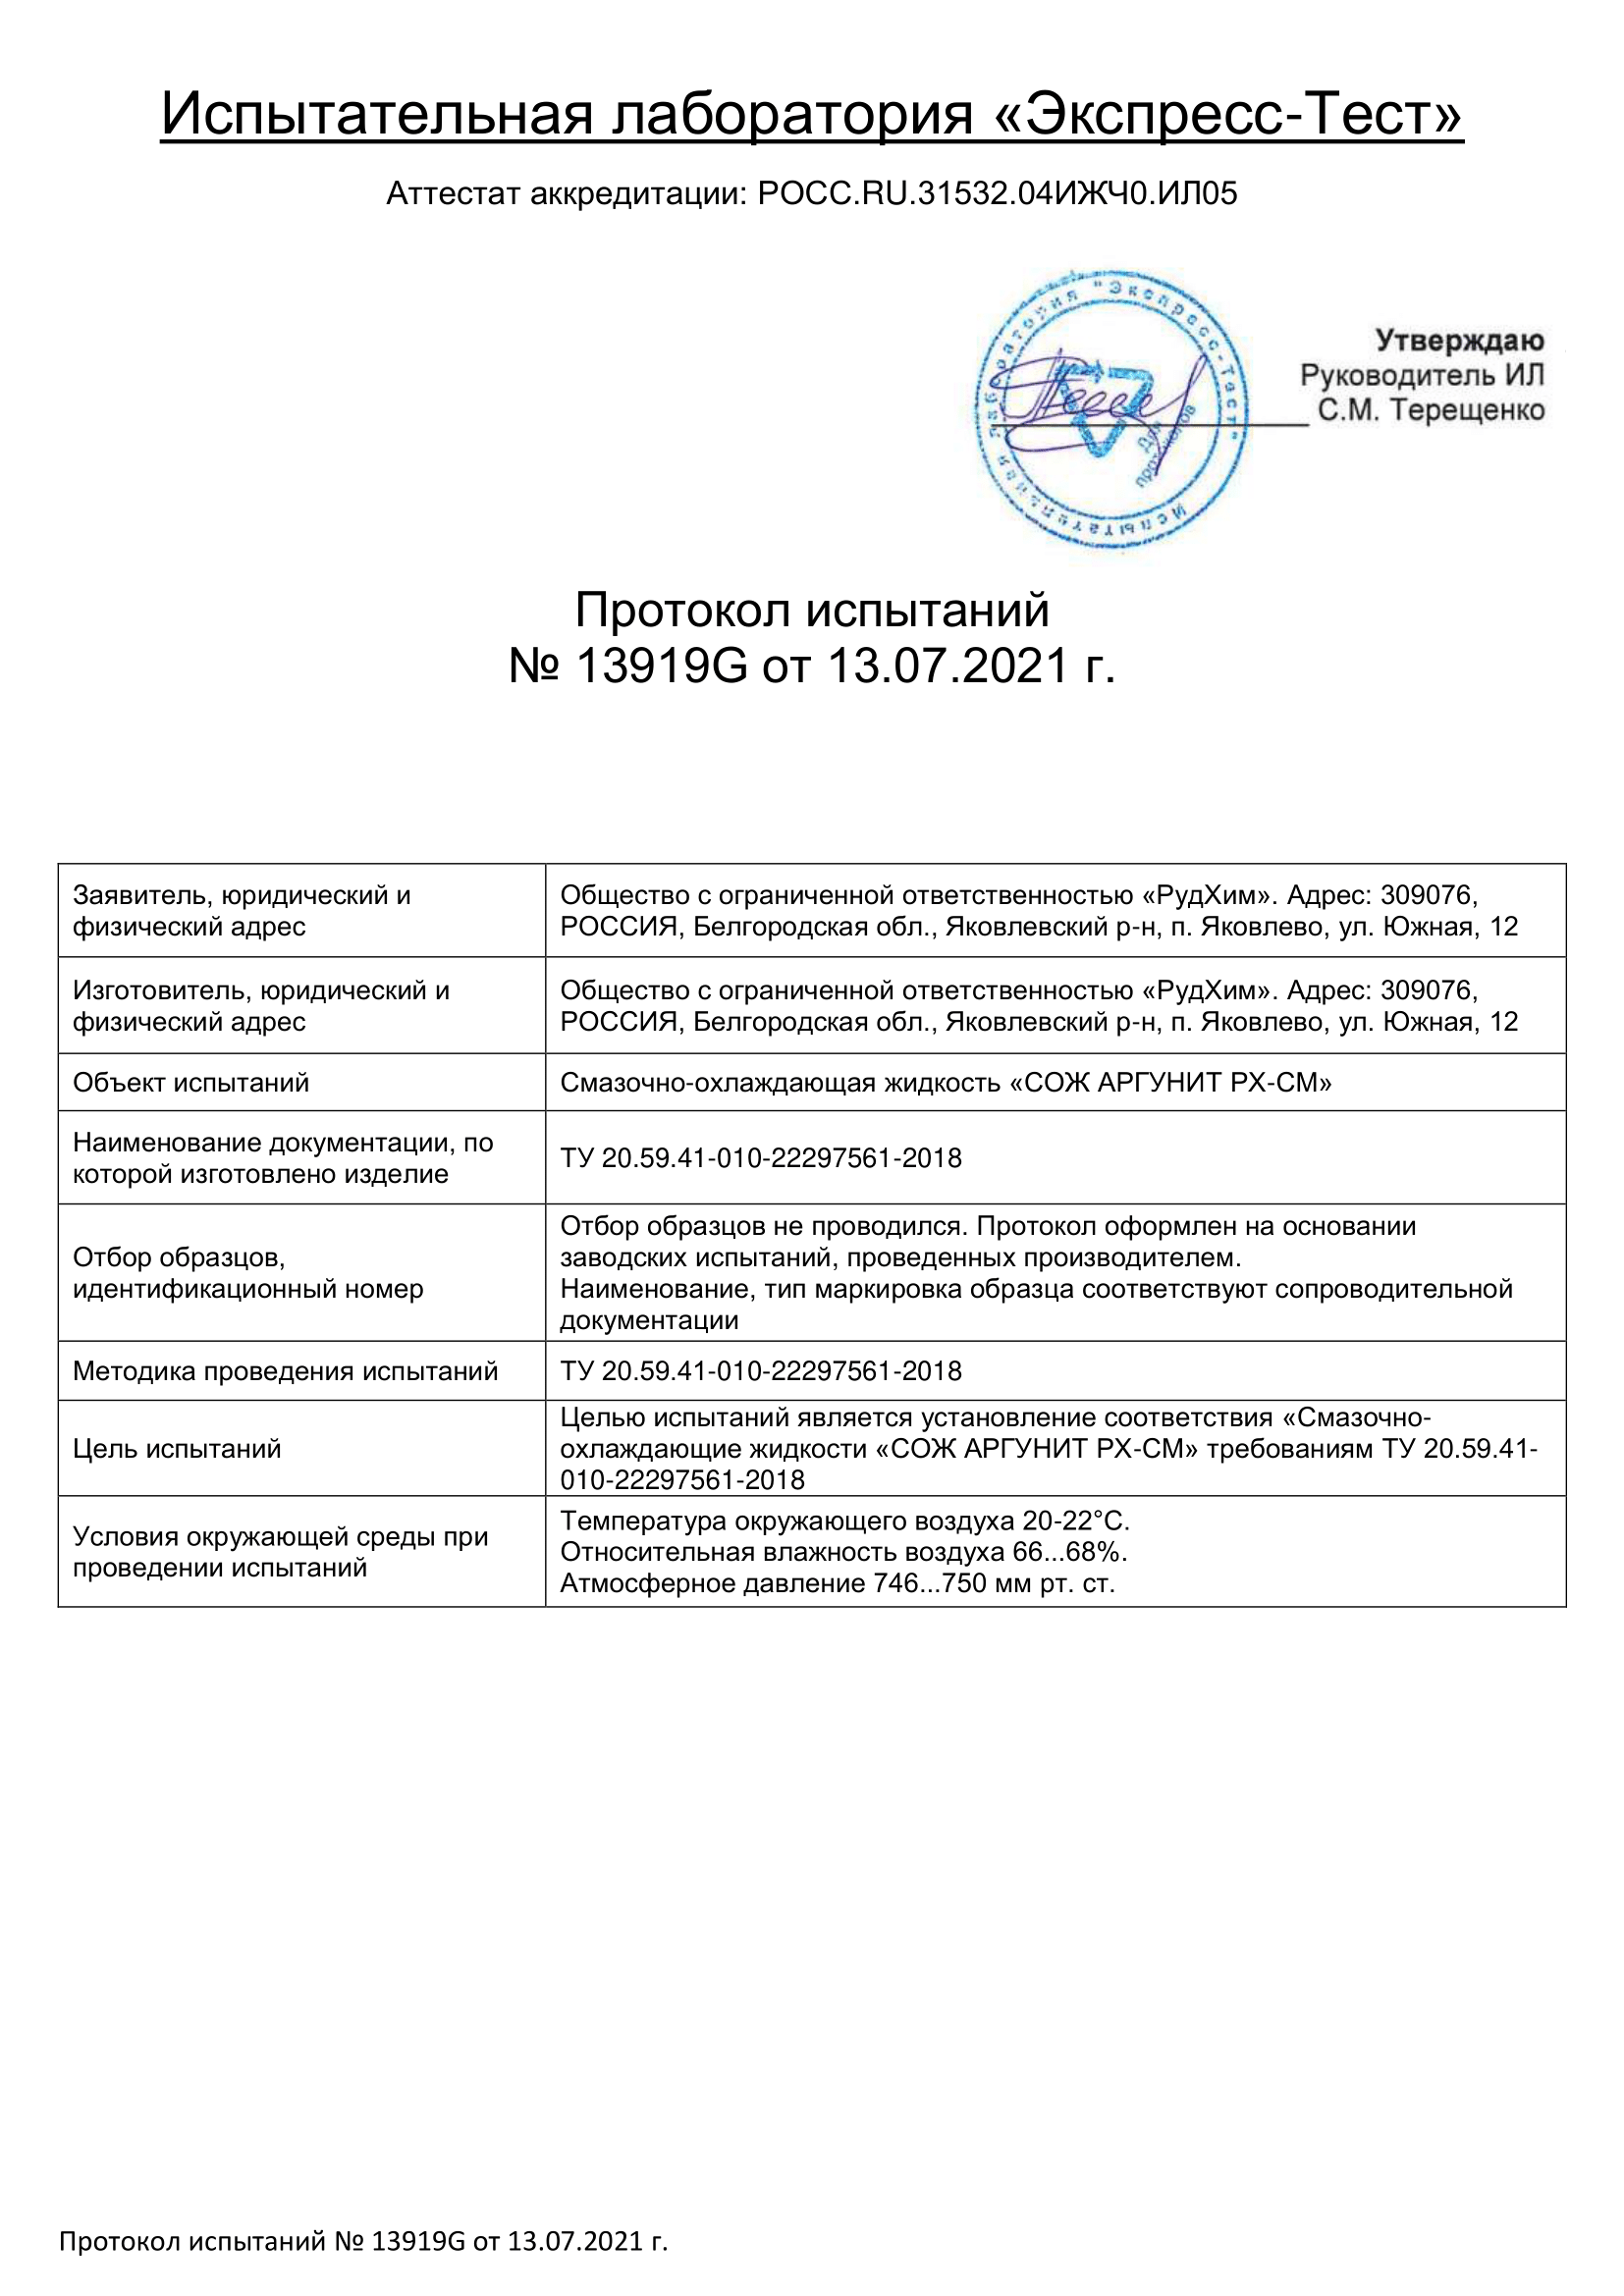 Испытательная лаборатория «Экспресс-Тест»
Аттестат аккредитации: РОСС.RU.31532.04ИЖЧ0.ИЛ05
Испытательная лаборатория "Экспресс-Тест"
Для
протоколов
Утверждаю
Руководитель ИЛ
С.М. Терещенко
Протокол испытаний
№ 13919G от 13.07.2021 г.
Заявитель, юридический и
физический адрес
Общество с ограниченной ответственностью «РудХим». Адрес: 309076,
РОССИЯ, Белгородская обл., Яковлевский р-н, п. Яковлево, ул. Южная, 12
Изготовитель, юридический и
физический адрес
Общество с ограниченной ответственностью «РудХим». Адрес: 309076,
РОССИЯ, Белгородская обл., Яковлевский р-н, п. Яковлево, ул. Южная, 12
Объект испытаний
Смазочно-охлаждающая жидкость «СОЖ АРГУНИТ РХ-СМ»
Наименование документации, по
которой изготовлено изделие
ТУ 20.59.41-010-22297561-2018
Отбор образцов,
идентификационный номер
Отбор образцов не проводился. Протокол оформлен на основании
заводских испытаний, проведенных производителем.
Наименование, тип маркировка образца соответствуют сопроводительной
документации
Методика проведения испытаний
ТУ 20.59.41-010-22297561-2018
Цель испытаний
Целью испытаний является установление соответствия «Смазочно-
охлаждающие жидкости «СОЖ АРГУНИТ РХ-СМ» требованиям ТУ 20.59.41-
010-22297561-2018
Условия окружающей среды при
проведении испытаний
Температура окружающего воздуха 20-22°С.
Относительная влажность воздуха 66...68%.
Атмосферное давление 746...750 мм рт. ст.
Протокол испытаний № 13919G от 13.07.2021 г.